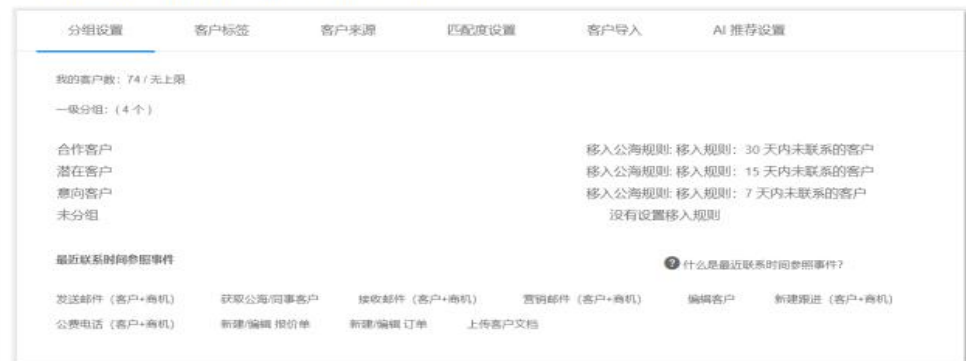 分组设置 客户标签 客户来源 匹配度设置 客户导入 AI 推荐设置
我的客户数：74 / 无上限
一级分组：( 4 个 )
合作客户 移入公海规则: 移入规则：30 天内未联系的客户
潜在客户 移入公海规则: 移入规则：15 天内未联系的客户
意向客户 移入公海规则: 移入规则：7 天内未联系的客户
未分组 没有设置移入规则
最近联系时间参照事件 ? 什么是最近联系时间参照事件?
发送邮件（客户+商机） 获取公海/同事客户 接收邮件（客户+商机） 营销邮件（客户+商机） 编辑客户 新建跟进（客户+商机）
公费电话（客户+商机） 新建/编辑 报价单 新建/编辑 订单 上传客户文档